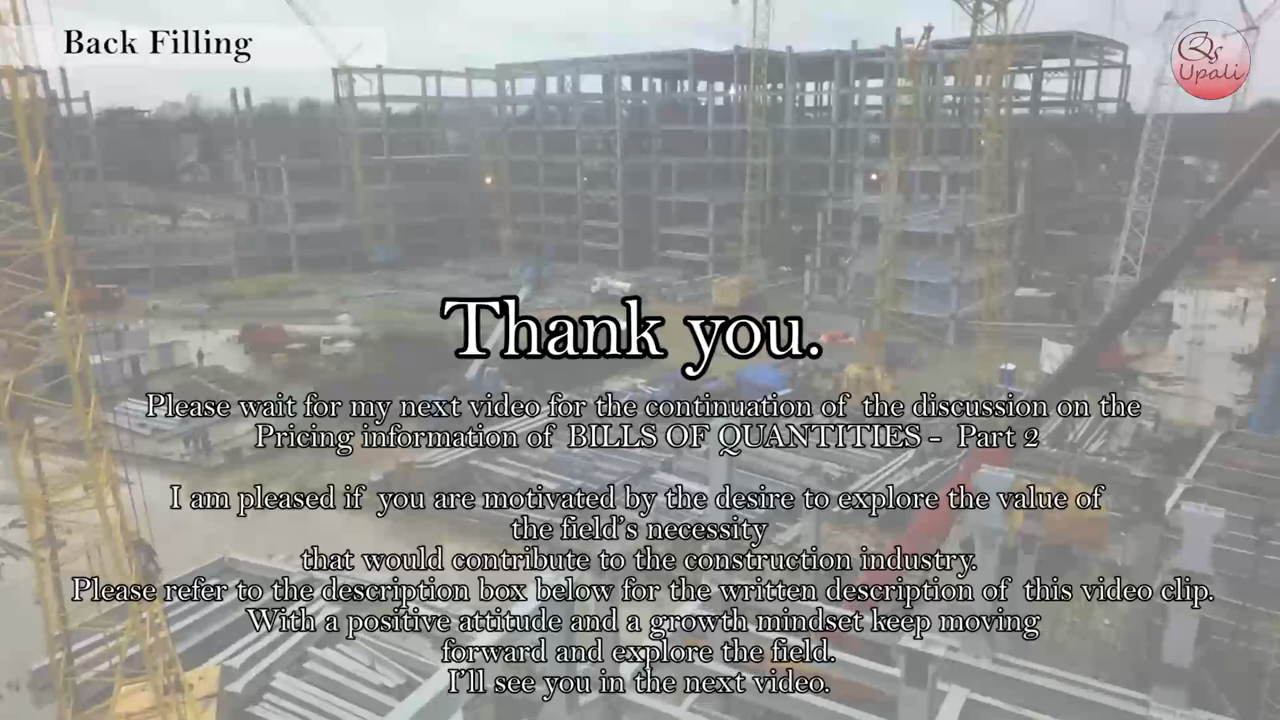 Back Filling
Qs
Upali
Thank you.
Please wait for my next video for the continuation of the discussion on the
Pricing information of BILLS OF QUANTITIES - Part 2
I am pleased if you are motivated by the desire to explore the value of
the field's necessity
that would contribute to the construction industry.
Please refer to the description box below for the written description of this video clip.
With a positive attitude and a growth mindset keep moving
forward and explore the field.
I'll see you in the next video.